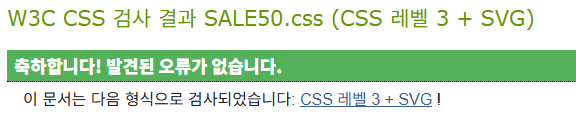 W3C CSS 검사 결과 SALE50.css (CSS 레벨 3 + SVG)
축하합니다! 발견된 오류가 없습니다.
이 문서는 다음 형식으로 검사되었습니다: CSS 레벨 3 + SVG !